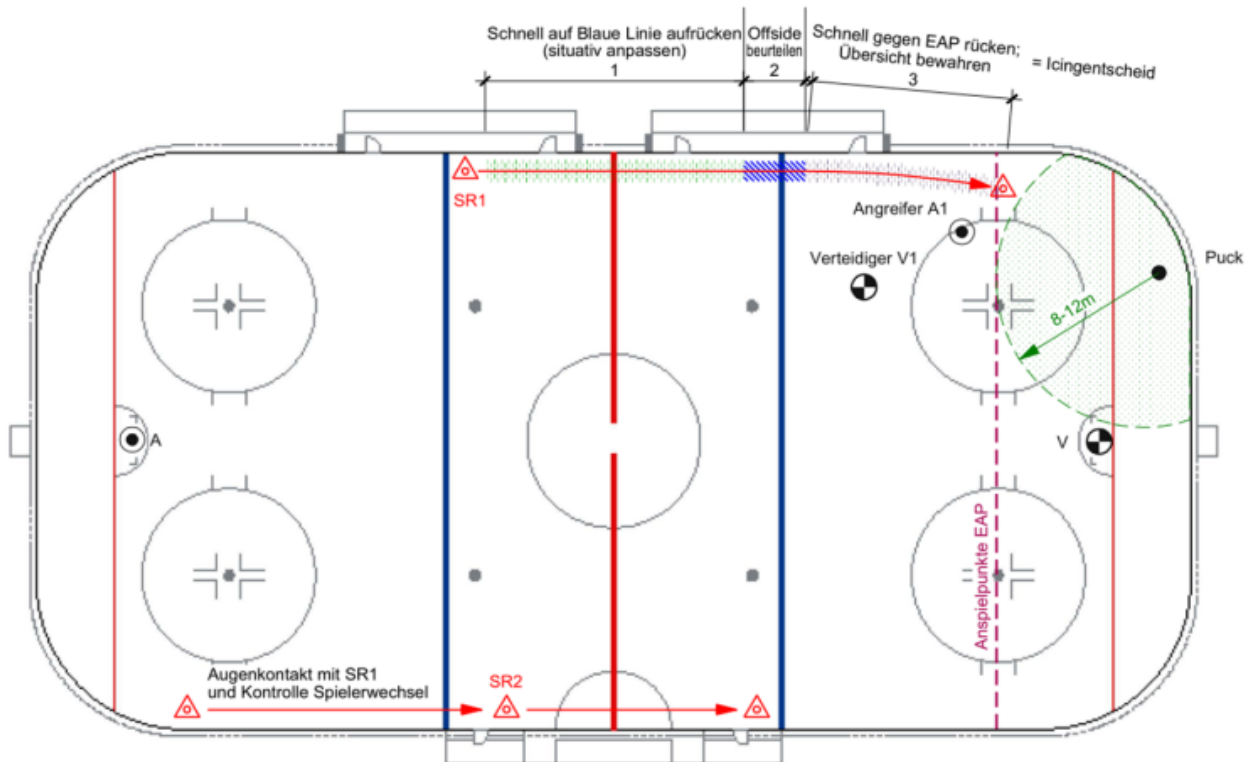 Schnell auf Blaue Linie aufrücken
(situativ anpassen)
1
Offside
beurteilen
2
Schnell gegen EAP rücken;
Übersicht bewahren
3
= Icingentscheid
SR1
Angreifer A1
Verteidiger V1
Puck
8-12m
A
V
Anspielpunkte EAP
Augenkontakt mit SR1
und Kontrolle Spielerwechsel
SR2